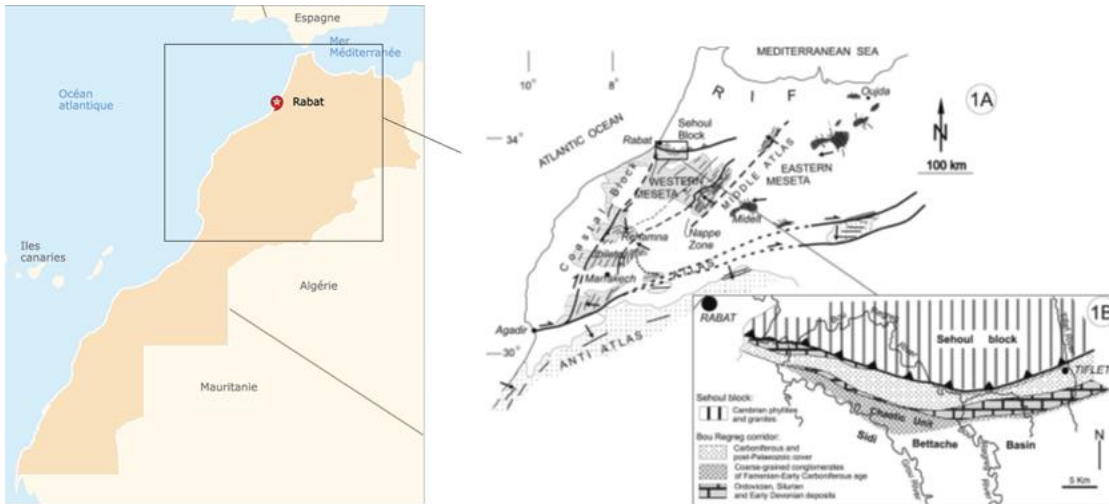 Espagne
Mer
Méditerranée
Océan
atlantique
Rabat
Iles
canaries
Algérie
Mauritanie
MEDITERRANEAN SEA
1A
10°
8°
R I F
Oujda
N
100 km
34°
ATLANTIC OCEAN
Sehoul
Block
Rabat
EASTERN
MESETA
MIDDLE ATLAS
WESTERN
MESETA
Coastal Block
Midelt
Nappe
Zone
Rehamna
Marrakech
ATLAS
Agadir
30°
ANTI ATLAS
1B
RABAT
Sehoul block
TIFLET
Chaotic Unit
Sidi Bettache Basin
N
5 Km
Sehoul block:
Cambrian phyllites
and granites
Bou Regreg corridor:
Carboniferous and
post-Palaeozoic cover
Coarse-grained conglomerates
of Famenian-Early Carboniferous age
Ordovician, Silurian
and Early Devonian deposits